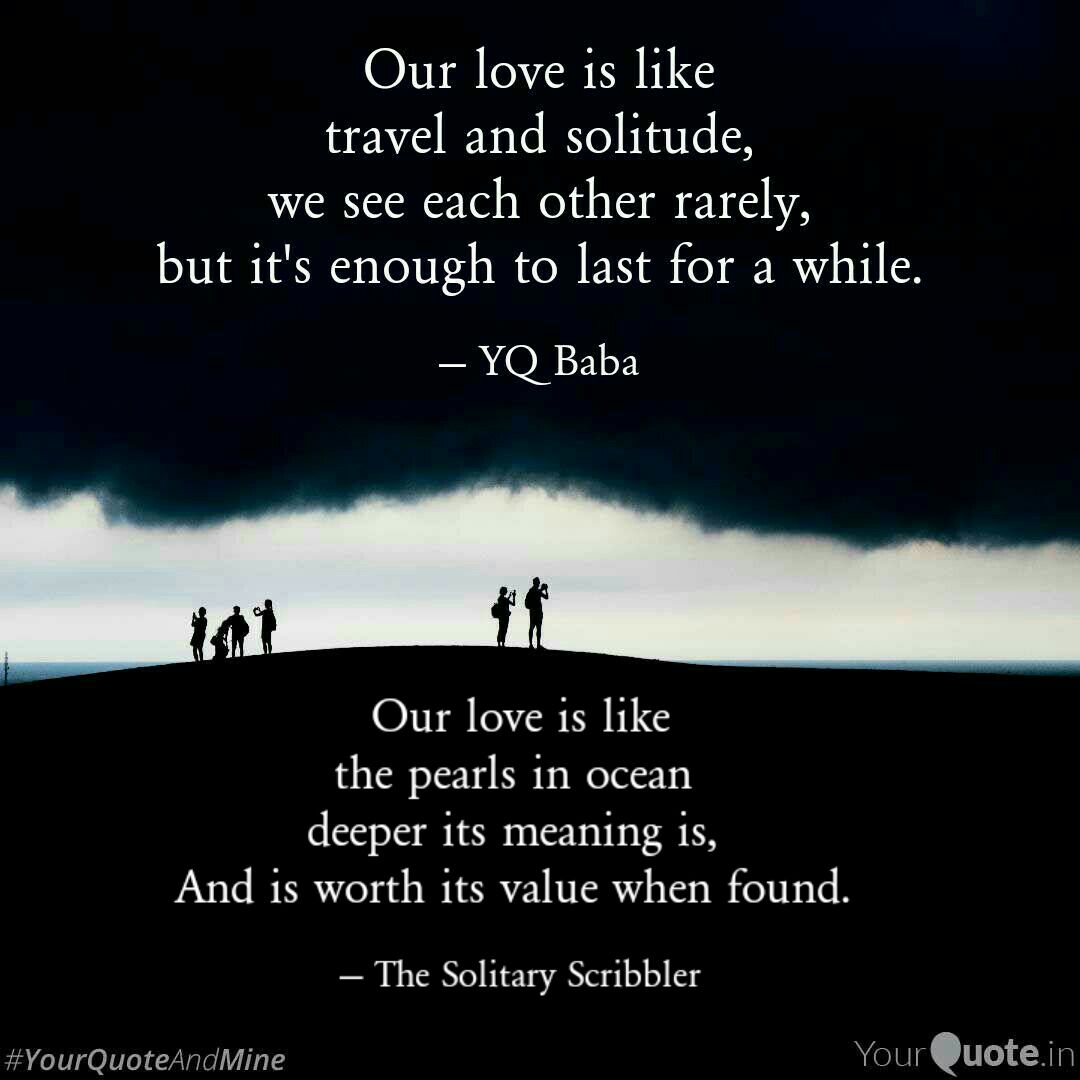 Our love is like
travel and solitude,
we see each other rarely,
but it's enough to last for a while.
– YQ Baba
Our love is like
the pearls in ocean
deeper its meaning is,
And is worth its value when found.
– The Solitary Scribbler
#YourQuoteAndMine
YourQuote.in